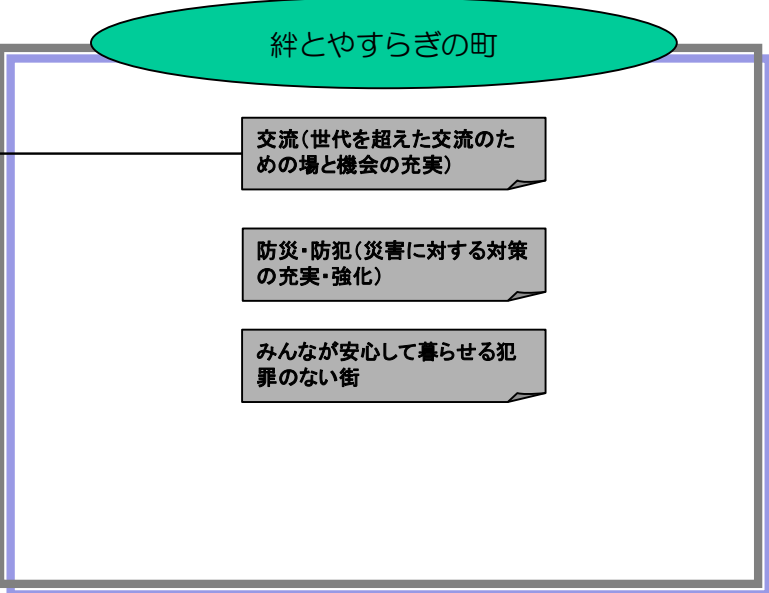 絆とやすらぎの町
交流(世代を超えた交流のた
めの場と機会の充実)
防災・防犯(災害に対する対策
の充実・強化)
みんなが安心して暮らせる犯
罪のない街